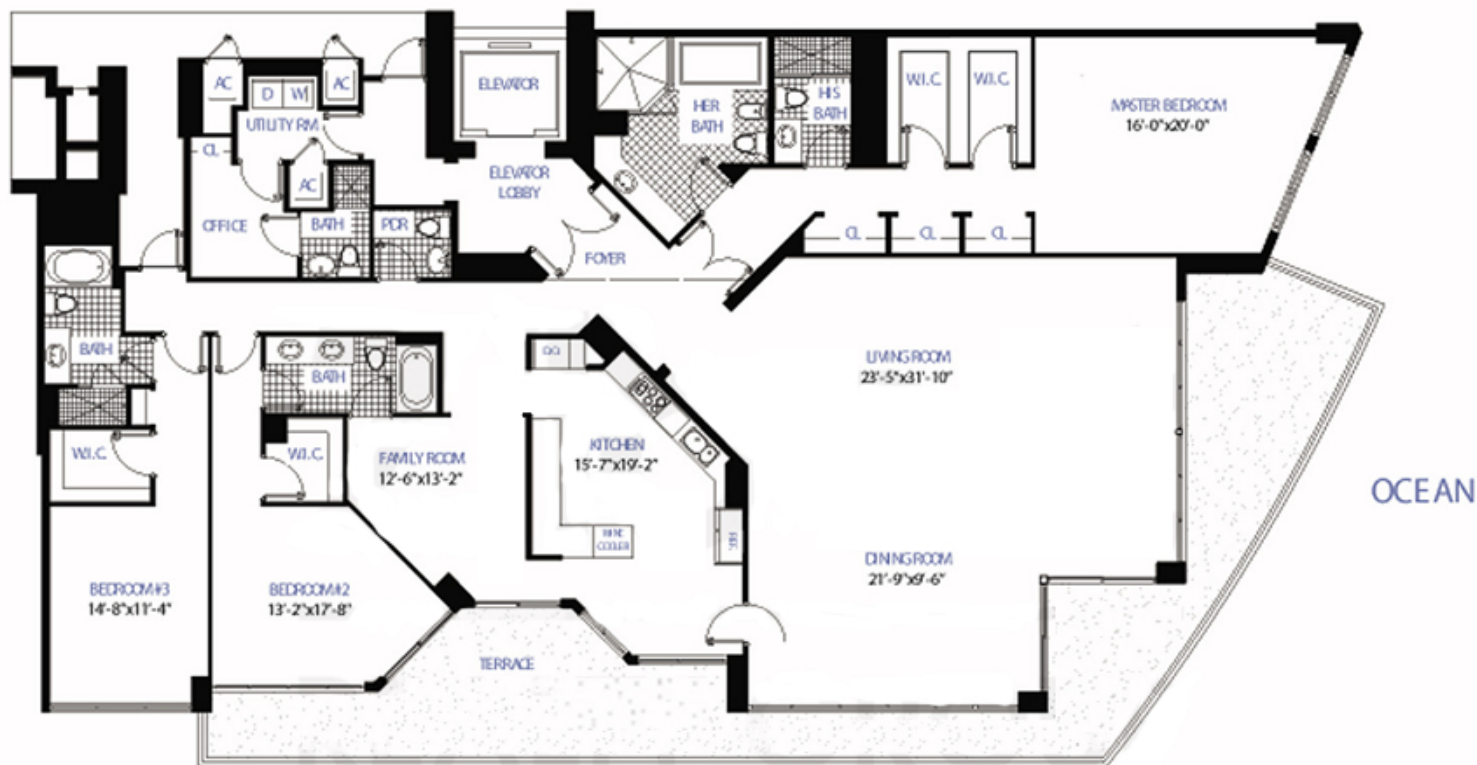 AC
D
W
AC
UTILITY RM
CL
AC
OFFICE
BATH
PDR
ELEVATOR
ELEVATOR
LOBBY
FOYER
HER
BATH
HIS
BATH
W.I.C.
W.I.C.
MASTER BEDROOM
16'-0"x20'-0"
CL
CL
CL
BATH
W.I.C.
BEDROOM #3
14'-8"x11'-4"
BATH
W.I.C.
BEDROOM #2
13'-2"x17'-8"
FAMILY ROOM
12'-6"x13'-2"
KITCHEN
15'-7"x19'-2"
WINE
COOLER
REF.
LIVING ROOM
23'-5"x31'-10"
DINING ROOM
21'-9"x9'-6"
TERRACE
OCEAN